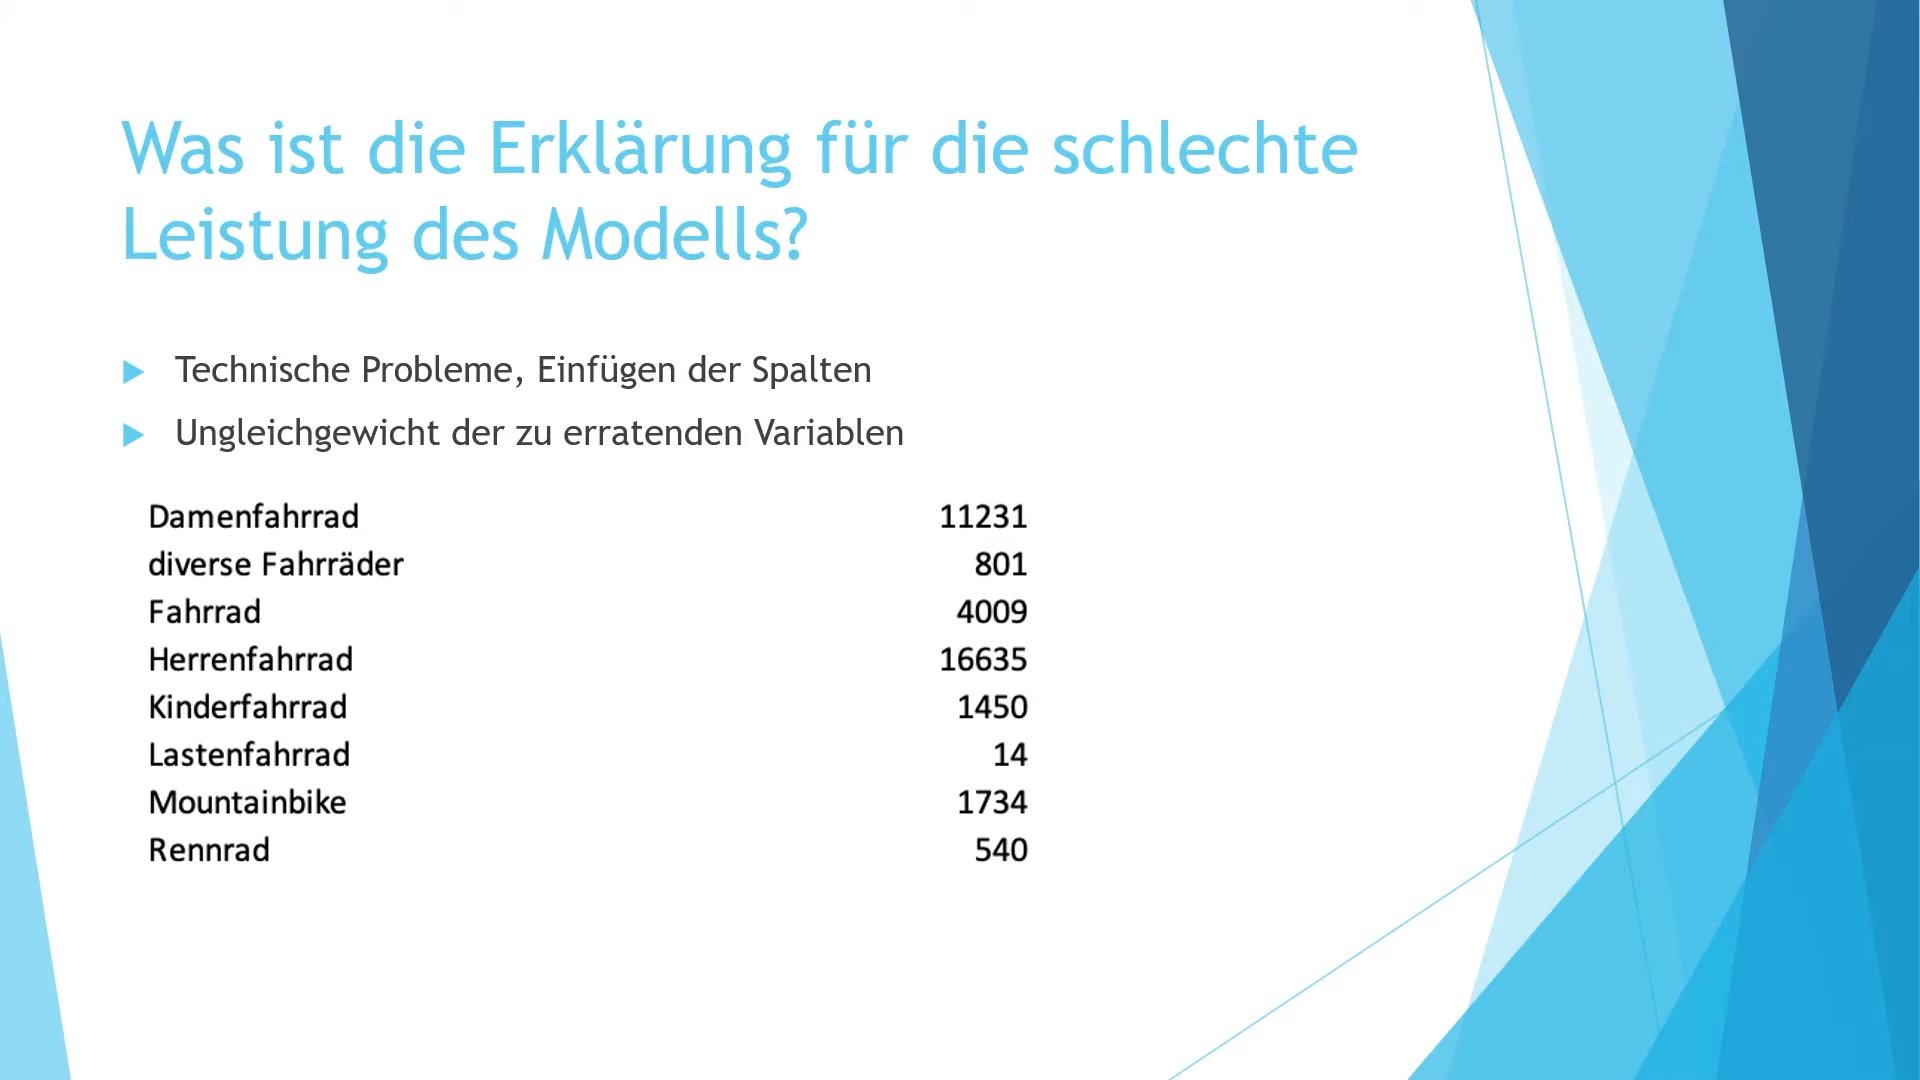 Was ist die Erklärung für die schlechte
Leistung des Modells?
Technische Probleme, Einfügen der Spalten
Ungleichgewicht der zu erratenden Variablen
Damenfahrrad 11231
diverse Fahrräder 801
Fahrrad 4009
Herrenfahrrad 16635
Kinderfahrrad 1450
Lastenfahrrad 14
Mountainbike 1734
Rennrad 540